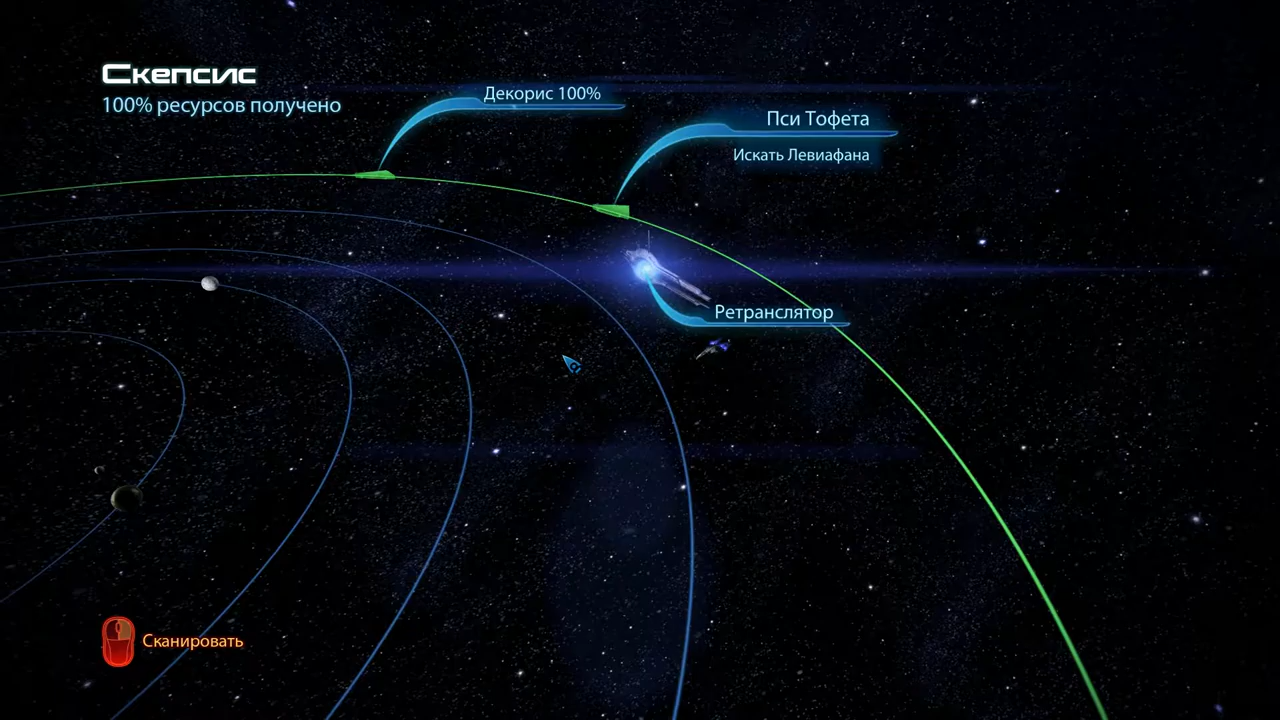 Скепсис
100% ресурсов получено
Декорис 100%
Пси Тофета
Искать Левиафана
Ретранслятор
Сканировать